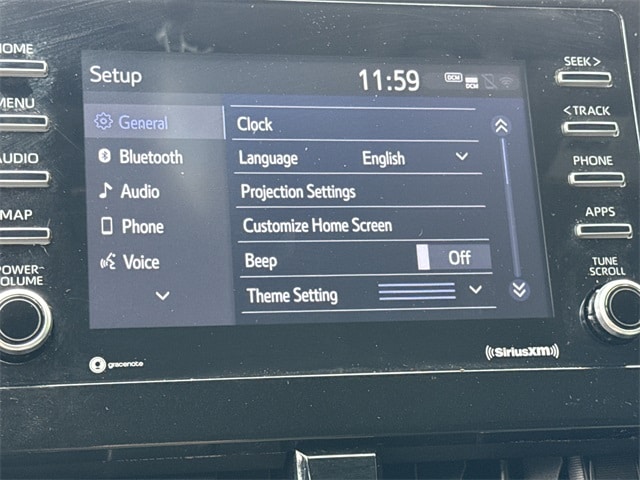 HOME
MENU
AUDIO
MAP
POWER
VOLUME
Setup
11:59
DCM
DCM
General
Bluetooth
Audio
Phone
Voice
Clock
Language English
Projection Settings
Customize Home Screen
Beep Off
Theme Setting
SEEK >
< TRACK
PHONE
APPS
TUNE
SCROLL
gracenote
((SiriusXM))